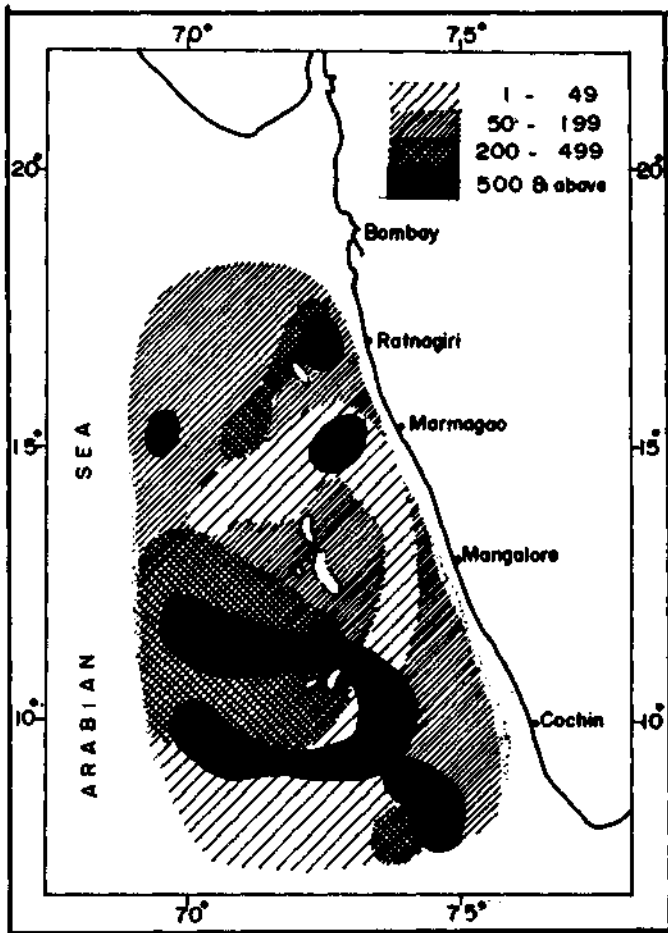 70° 75°
1 - 49
50 - 199
200 - 499
500 & above
20° 20°
Bombay
Ratnagiri
Marmagao
15° 15°
SEA
Mangalore
ARABIAN
10° 10°
Cochin
70° 75°